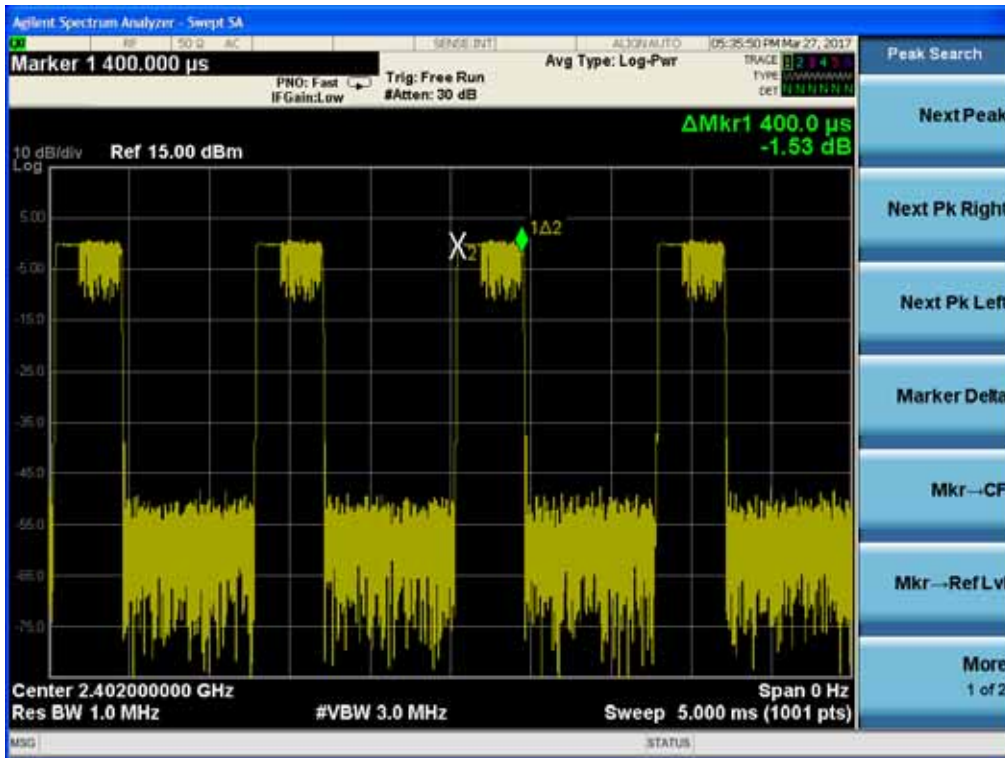 Agilent Spectrum Analyzer - Swept SA
RF 50 Ω AC SENSE:INT ALIGNAUTO 05:35:50 PM Mar 27, 2017
Marker 1 400.000 µs
PNO: Fast
IFGain:Low
Trig: Free Run
#Atten: 30 dB
Avg Type: Log-Pwr
TRACE 1 2 3 4 5 6
TYPE
DET N N N N N N
ΔMkr1 400.0 µs
-1.53 dB
10 dB/div Ref 15.00 dBm
Log
5.00
-5.00
-15.0
-25.0
-35.0
-45.0
-55.0
-65.0
-75.0
X2
1Δ2
Center 2.402000000 GHz
Span 0 Hz
Res BW 1.0 MHz
#VBW 3.0 MHz
Sweep 5.000 ms (1001 pts)
MSG
STATUS
Peak Search
Next Peak
Next Pk Right
Next Pk Left
Marker Delta
Mkr→CF
Mkr→Ref Lvl
More
1 of 2